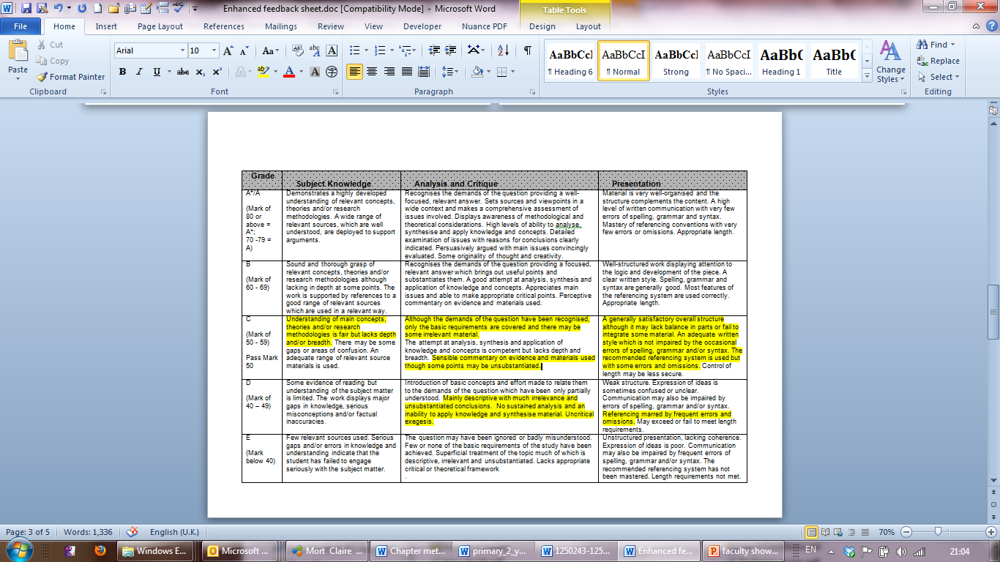 Enhanced feedback sheet.doc [Compatibility Mode] - Microsoft Word
Table Tools
File Home Insert Page Layout References Mailings Review View Developer Nuance PDF Design Layout
Paste
Cut
Copy
Format Painter
Clipboard
Arial 10
Font
Paragraph
AaBbCcI AaBbCcI AaBbCcI AaBbCcI AaBb( AaBb(
¶ Heading 6 ¶ Normal Strong ¶ No Spaci... Heading 1 Title
Change
Styles
Styles
Find
Replace
Select
Editing
Grade
Subject Knowledge
Analysis and Critique
Presentation
A*/A
(Mark of
80 or
above =
A*;
70 -79 =
A)
Demonstrates a highly developed
understanding of relevant concepts,
theories and/or research
methodologies. A wide range of
relevant sources, which are well
understood, are deployed to support
arguments.
Recognises the demands of the question providing a well-
focused, relevant answer. Sets sources and viewpoints in a
wide context and makes a comprehensive assessment of
issues involved. Displays awareness of methodological and
theoretical considerations. High levels of ability to analyse,
synthesise and apply knowledge and concepts. Detailed
examination of issues with reasons for conclusions clearly
indicated. Persuasively argued with main issues convincingly
evaluated. Some originality of thought and creativity.
Material is very well-organised and the
structure complements the content. A high
level of written communication with very few
errors of spelling, grammar and syntax.
Mastery of referencing conventions with very
few errors or omissions. Appropriate length.
B
(Mark of
60 - 69)
Sound and thorough grasp of
relevant concepts, theories and/or
research methodologies although
lacking in depth at some points. The
work is supported by references to a
good range of relevant sources
which are used in a relevant way.
Recognises the demands of the question providing a focused,
relevant answer which brings out useful points and
substantiates them. A good attempt at analysis, synthesis and
application of knowledge and concepts. Appreciates main
issues and able to make appropriate critical points. Perceptive
commentary on evidence and materials used.
Well-structured work displaying attention to
the logic and development of the piece. A
clear written style. Spelling, grammar and
syntax are generally good. Most features of
the referencing system are used correctly.
Appropriate length.
C
(Mark of
50 - 59)
Pass Mark
50
Understanding of main concepts,
theories and/or research
methodologies is fair but lacks depth
and/or breadth. There may be some
gaps or areas of confusion. An
adequate range of relevant source
materials is used.
Although the demands of the question have been recognised,
only the basic requirements are covered and there may be
some irrelevant material.
The attempt at analysis, synthesis and application of
knowledge and concepts is competent but lacks depth and
breadth. Sensible commentary on evidence and materials used
though some points may be unsubstantiated.
A generally satisfactory overall structure
although it may lack balance in parts or fail to
integrate some material. An adequate written
style which is not impaired by the occasional
errors of spelling, grammar and/or syntax. The
recommended referencing system is used but
with some errors and omissions. Control of
length may be less secure.
D
(Mark of
40 – 49)
Some evidence of reading but
understanding of the subject matter
is limited. The work displays major
gaps in knowledge, serious
misconceptions and/or factual
inaccuracies.
Introduction of basic concepts and effort made to relate them
to the demands of the question which have been only partially
understood. Mainly descriptive with much irrelevance and
unsubstantiated conclusions. No sustained analysis and an
inability to apply knowledge and synthesise material. Uncritical
exegesis.
Weak structure. Expression of ideas is
sometimes confused or unclear.
Communication may also be impaired by
errors of spelling, grammar and/or syntax.
Referencing marred by frequent errors and
omissions. May exceed or fail to meet length
requirements.
E
(Mark
below 40)
Few relevant sources used. Serious
gaps and/or errors in knowledge and
understanding indicate that the
student has failed to engage
seriously with the subject matter.
The question may have been ignored or badly misunderstood.
Few or none of the basic requirements of the study have been
achieved. Superficial treatment of the topic much of which is
descriptive, irrelevant and unsubstantiated. Lacks appropriate
critical or theoretical framework
.
Unstructured presentation, lacking coherence.
Expression of ideas is poor. Communication
may also be impaired by frequent errors of
spelling, grammar and/or syntax. The
recommended referencing system has not
been mastered. Length requirements not met.
Page: 3 of 5 Words: 1,336 English (U.K.) 70%
Windows E... Microsoft ... Mort Claire ... Chapter met... primary_2_y... 1250243-125... Enhanced fe... faculty show... EN 21:04